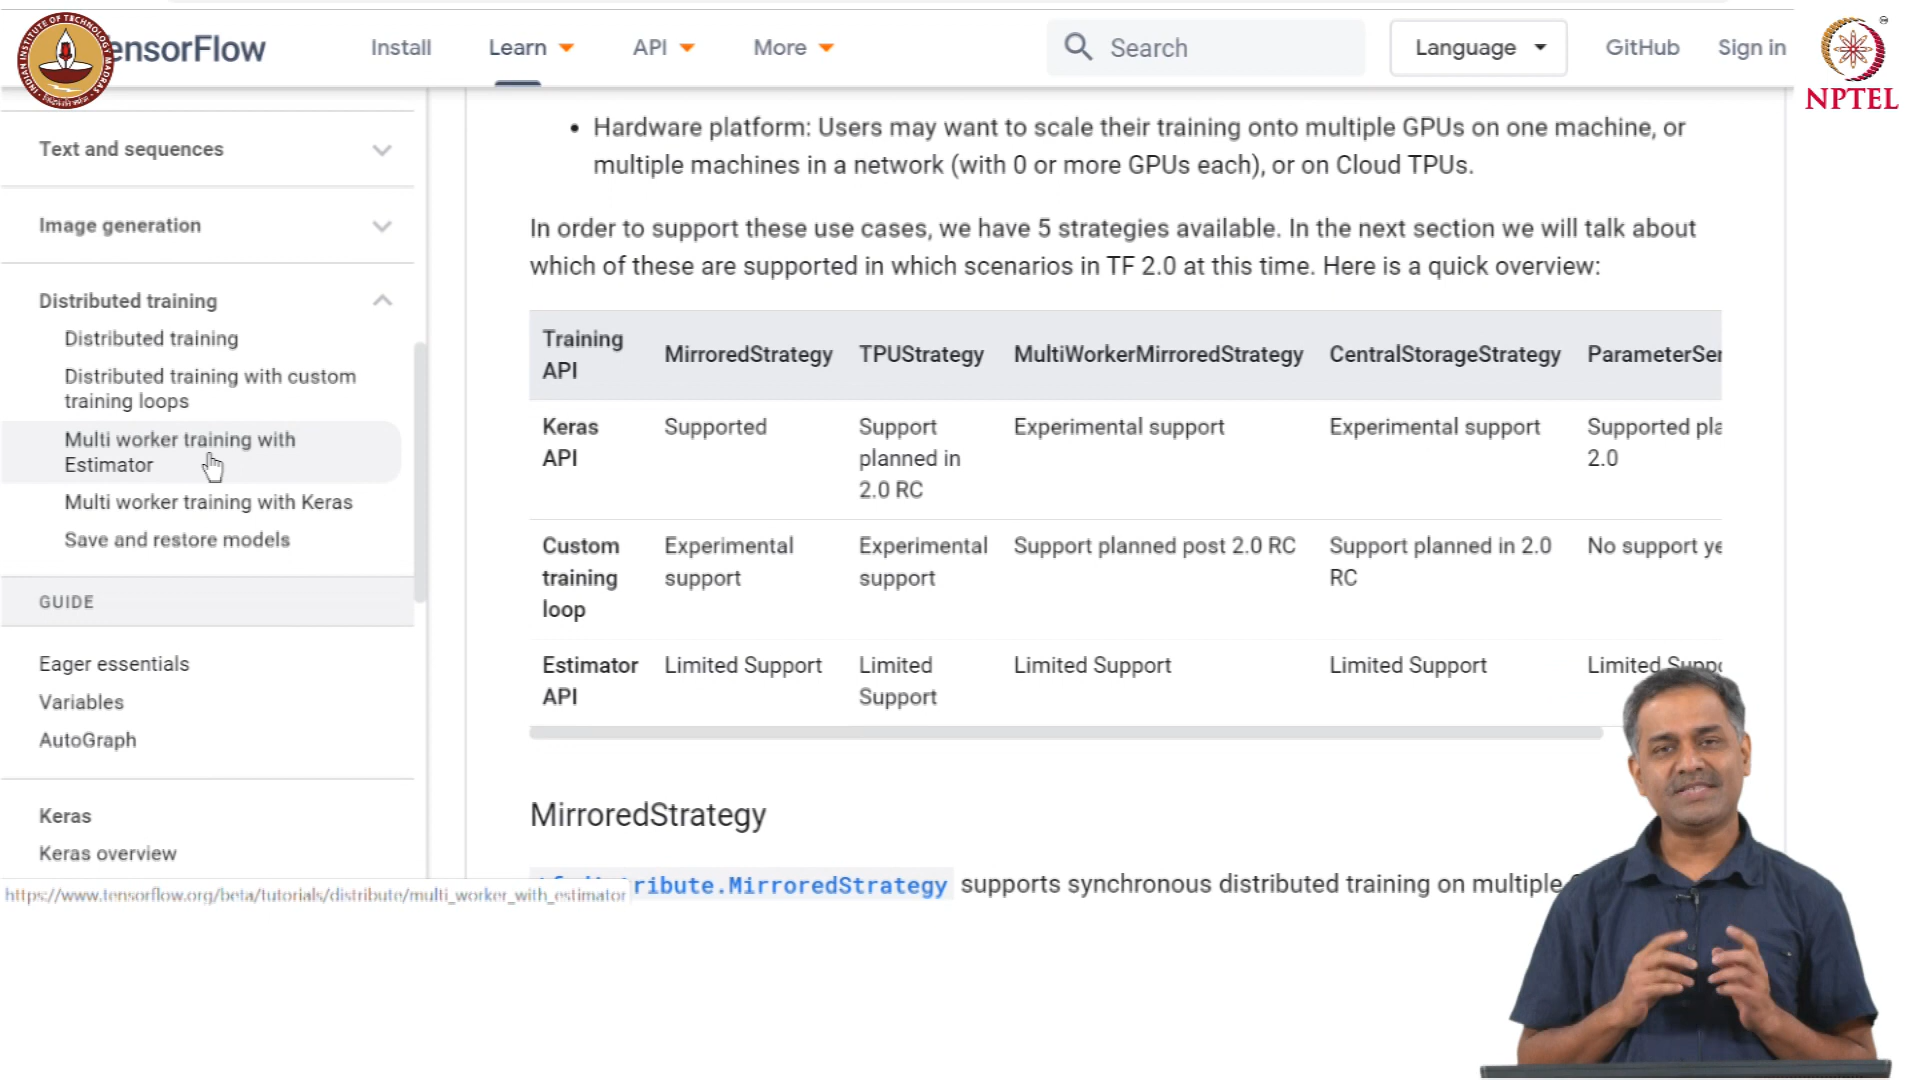 ensorFlow
Install
Learn
API
More
Search
Language
GitHub
Sign in
NPTEL
INDIAN INSTITUTE OF TECHNOLOGY MADRAS
Text and sequences
Image generation
Distributed training
Distributed training
Distributed training with custom
training loops
Multi worker training with
Estimator
Multi worker training with Keras
Save and restore models
GUIDE
Eager essentials
Variables
AutoGraph
Keras
Keras overview
https://www.tensorflow.org/beta/tutorials/distribute/multi_worker_with_estimator
• Hardware platform: Users may want to scale their training onto multiple GPUs on one machine, or
multiple machines in a network (with 0 or more GPUs each), or on Cloud TPUs.
In order to support these use cases, we have 5 strategies available. In the next section we will talk about
which of these are supported in which scenarios in TF 2.0 at this time. Here is a quick overview:
Training
API
MirroredStrategy
TPUStrategy
MultiWorkerMirroredStrategy
CentralStorageStrategy
ParameterSer
Keras
API
Supported
Support
planned in
2.0 RC
Experimental support
Experimental support
Supported pla
2.0
Custom
training
loop
Experimental
support
Experimental
support
Support planned post 2.0 RC
Support planned in 2.0
RC
No support ye
Estimator
API
Limited Support
Limited
Support
Limited Support
Limited Support
Limited Suppo
MirroredStrategy
ribute.MirroredStrategy supports synchronous distributed training on multiple